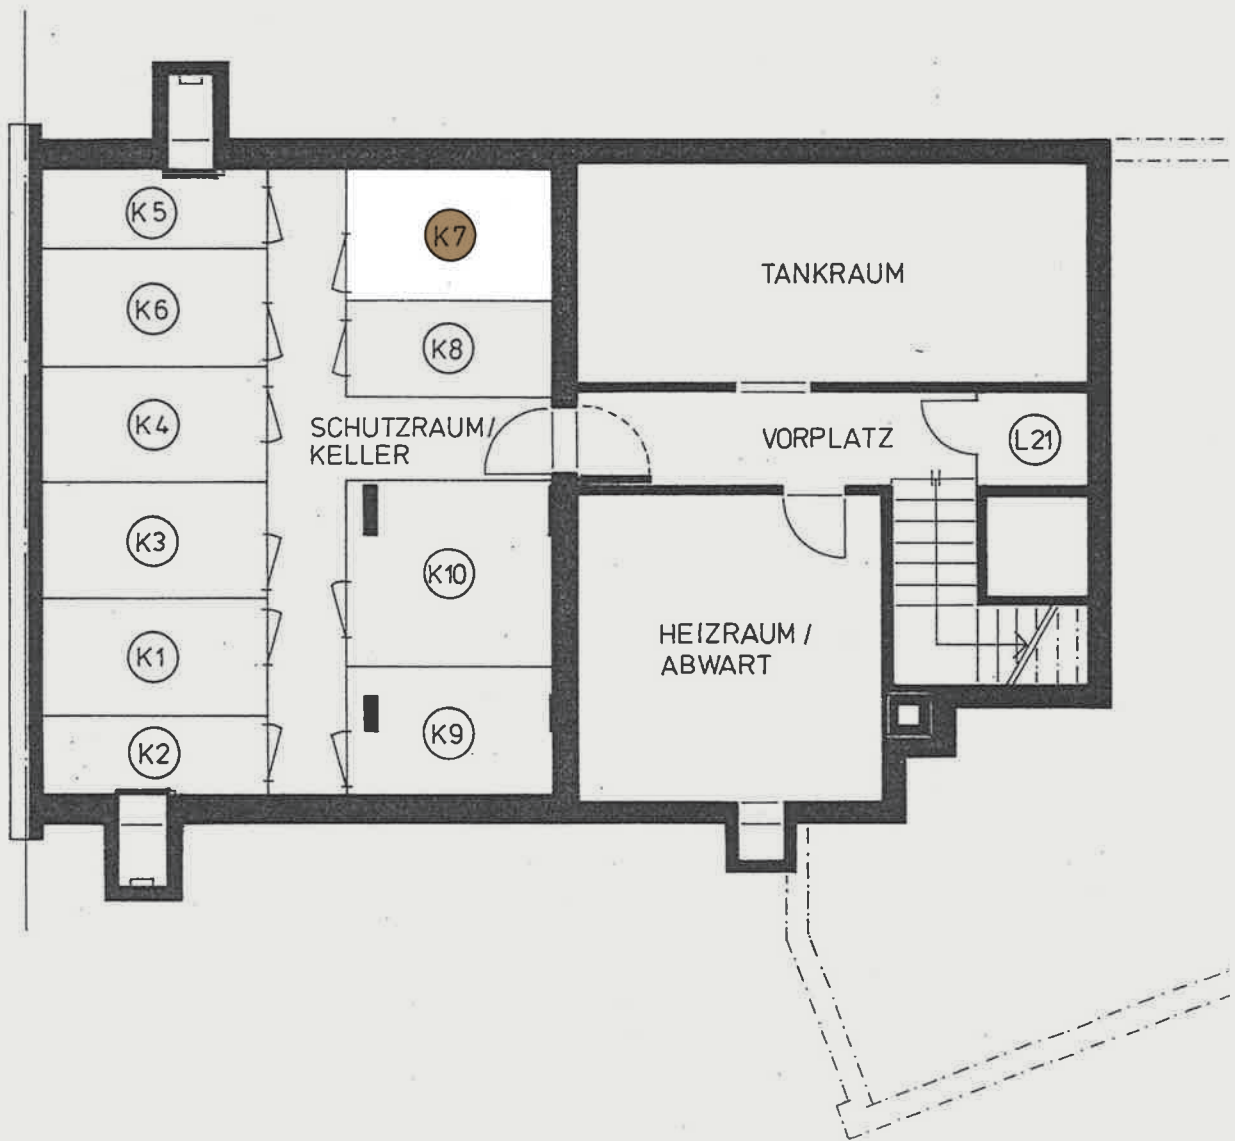 K5
K7
K6
TANKRAUM
K8
K4
SCHUTZRAUM/
KELLER
VORPLATZ
L21
K3
K10
HEIZRAUM /
ABWART
K1
K9
K2